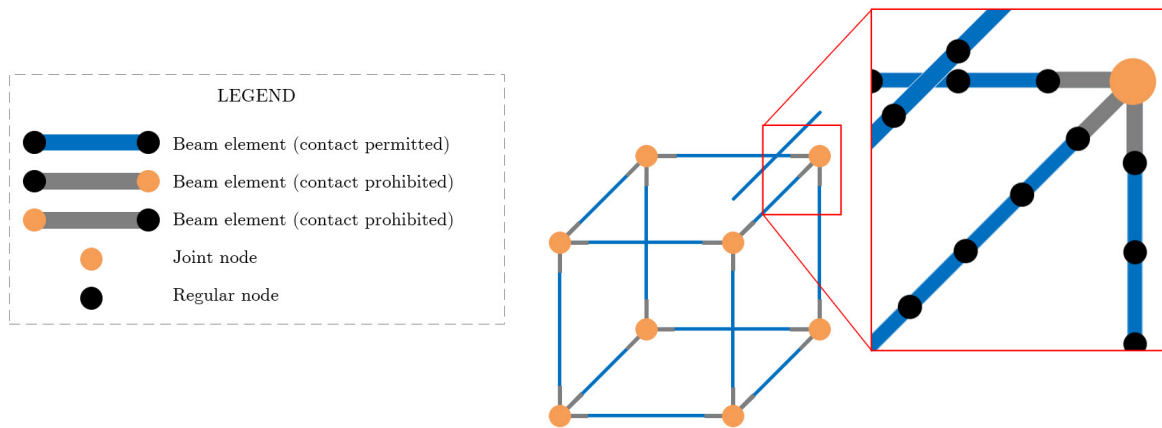 LEGEND
Beam element (contact permitted)
Beam element (contact prohibited)
Beam element (contact prohibited)
Joint node
Regular node